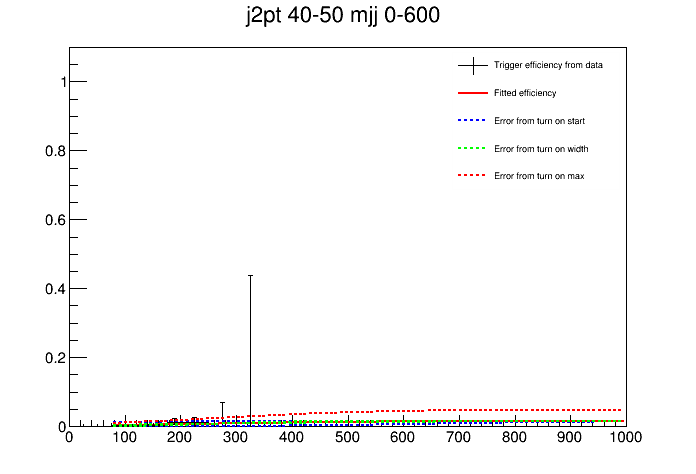 j2pt 40-50 mjj 0-600
Trigger efficiency from data
Fitted efficiency
Error from turn on start
Error from turn on width
Error from turn on max
1
0.8
0.6
0.4
0.2
0
0 100 200 300 400 500 600 700 800 900 1000